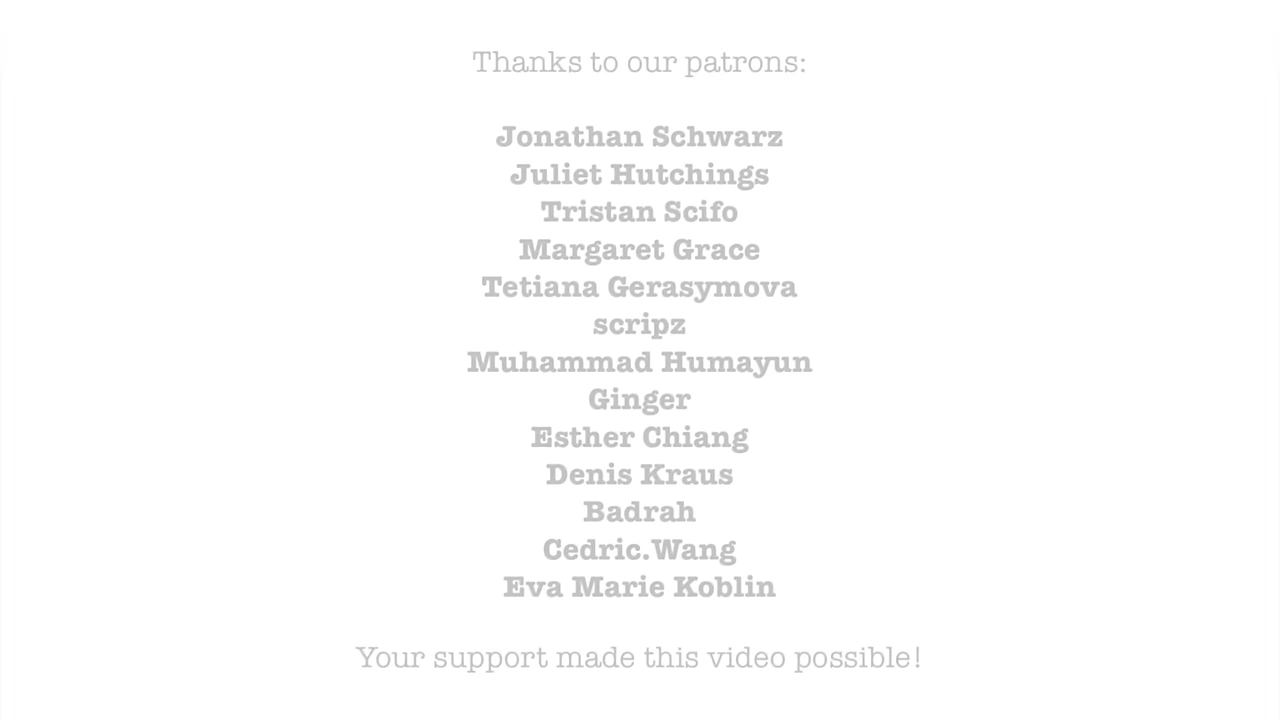 Thanks to our patrons:
Jonathan Schwarz
Juliet Hutchings
Tristan Scifo
Margaret Grace
Tetiana Gerasymova
scripz
Muhammad Humayun
Ginger
Esther Chiang
Denis Kraus
Badrah
Cedric.Wang
Eva Marie Koblin
Your support made this video possible!